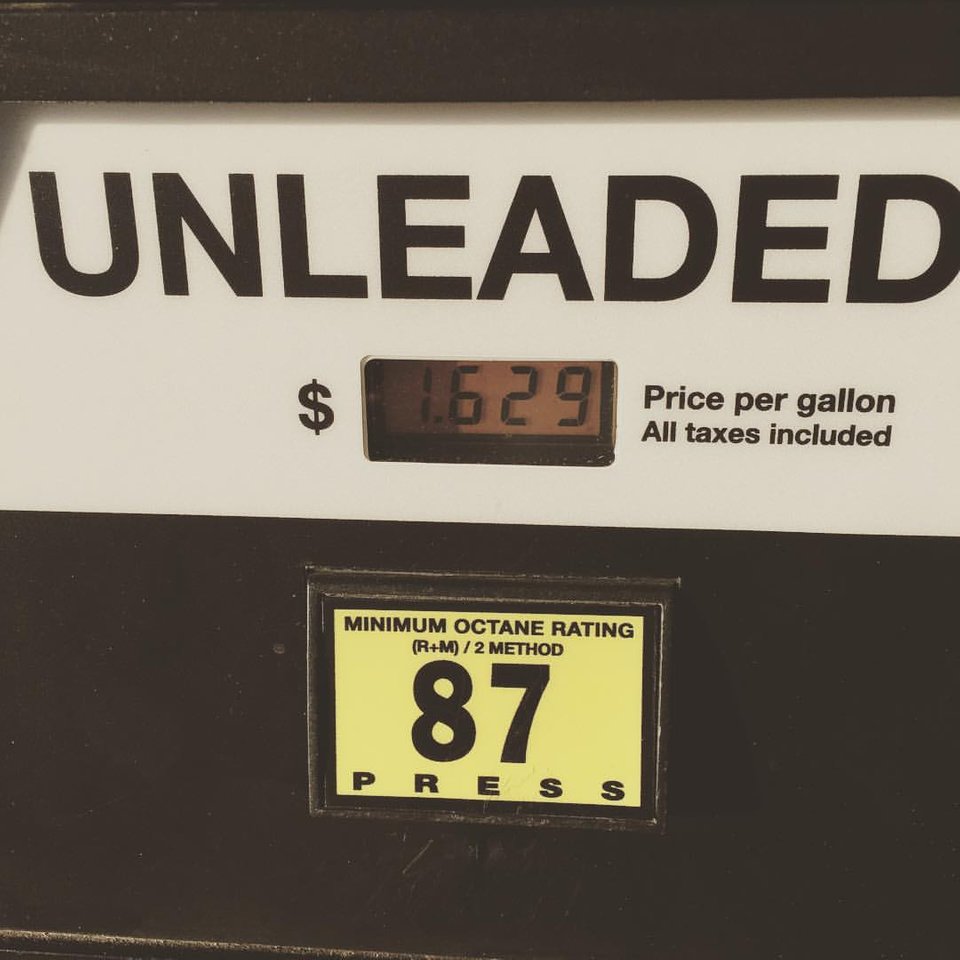 UNLEADED
$ 1.629
Price per gallon
All taxes included
MINIMUM OCTANE RATING
(R+M) / 2 METHOD
87
PRESS